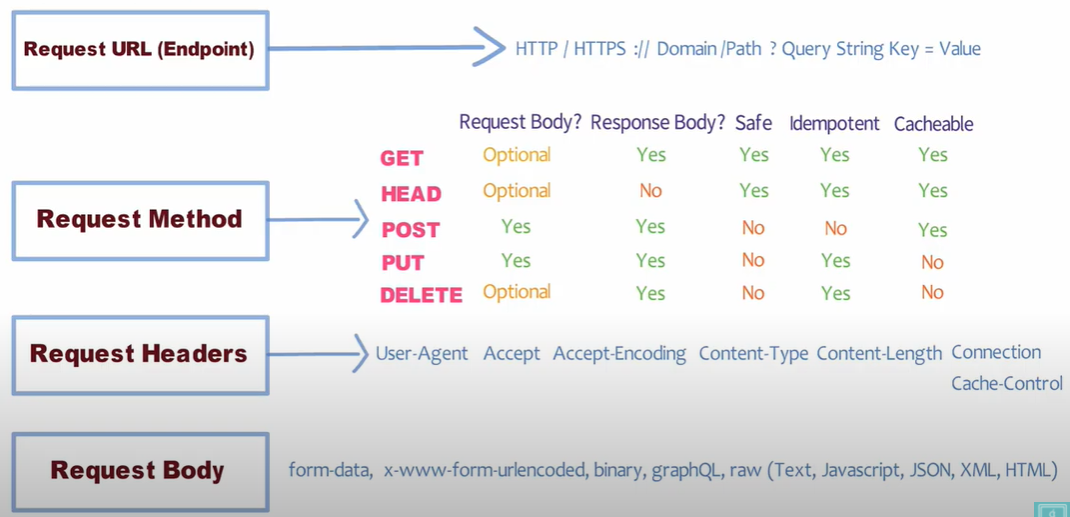 Request URL (Endpoint)
HTTP / HTTPS :// Domain /Path ? Query String Key = Value
Request Body? Response Body? Safe Idempotent Cacheable
GET Optional Yes Yes Yes Yes
HEAD Optional No Yes Yes Yes
Request Method
POST Yes Yes No No Yes
PUT Yes Yes No Yes No
DELETE Optional Yes No Yes No
Request Headers
User-Agent Accept Accept-Encoding Content-Type Content-Length Connection
Cache-Control
Request Body
form-data, x-www-form-urlencoded, binary, graphQL, raw (Text, Javascript, JSON, XML, HTML)